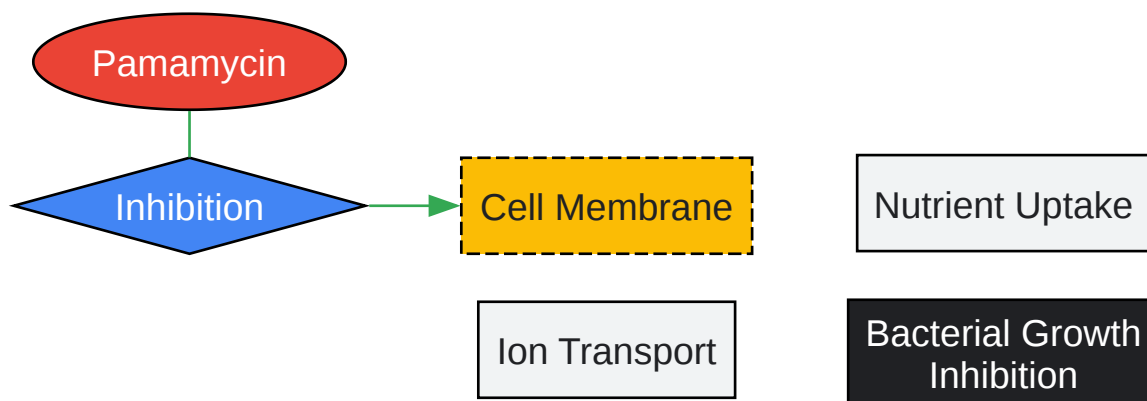 Pamamycin
Inhibition
Cell Membrane
Nutrient Uptake
Ion Transport
Bacterial Growth
Inhibition